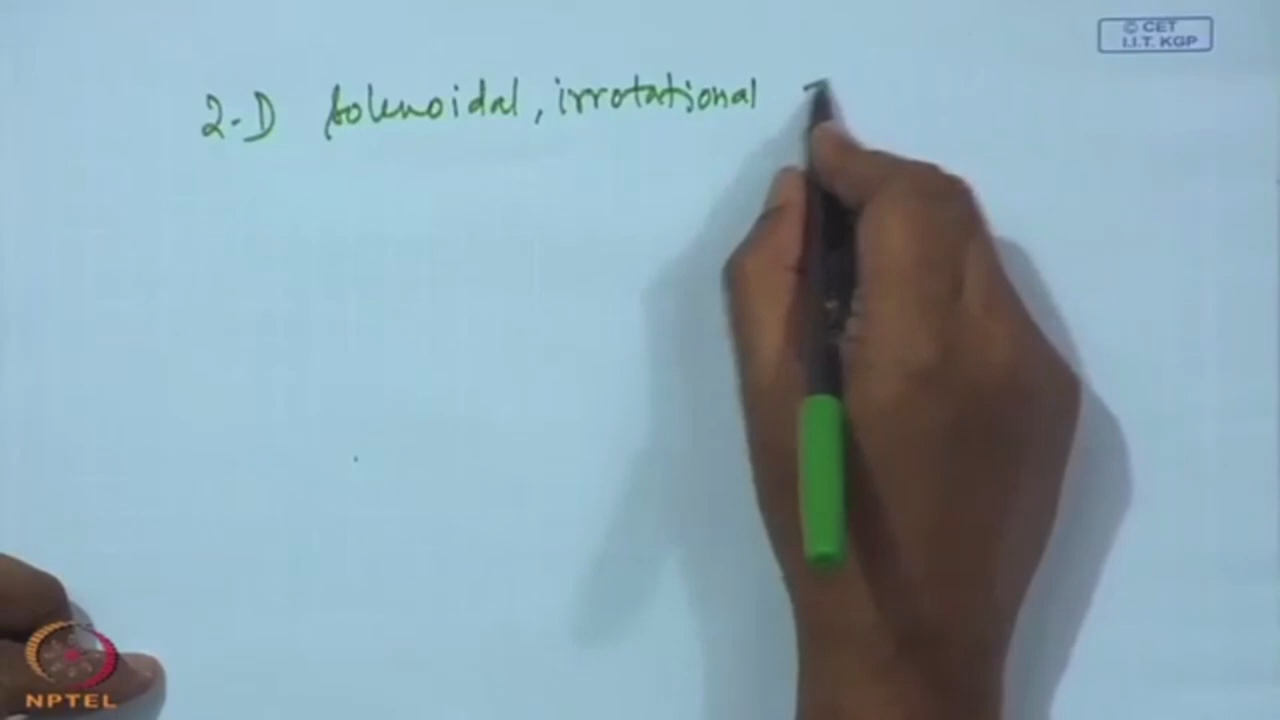 © CET
I.I.T. KGP
2-D solenoidal, irrotational
NPTEL